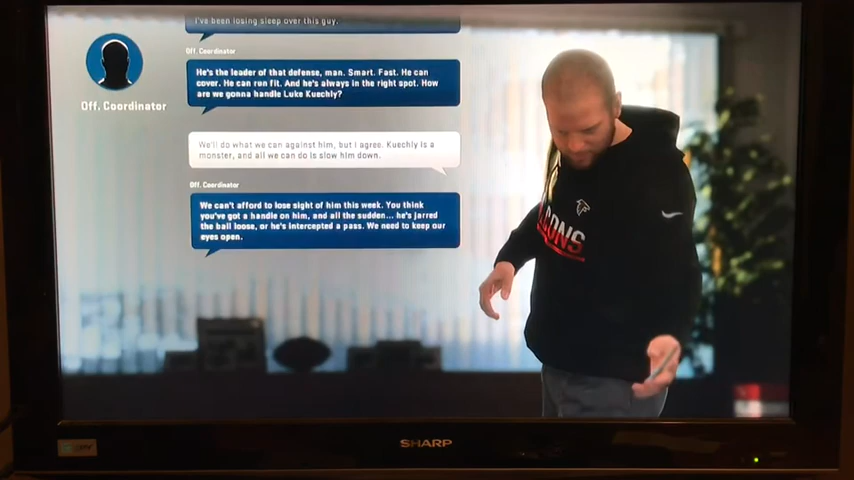 I've been losing sleep over this guy.
Off. Coordinator
He's the leader of that defense, man. Smart. Fast. He can
cover. He can run fit. And he's always in the right spot. How
are we gonna handle Luke Kuechly?
Off. Coordinator
We'll do what we can against him, but I agree. Kuechly is a
monster, and all we can do is slow him down.
Off. Coordinator
We can't afford to lose sight of him this week. You think
you've got a handle on him, and all the sudden... he's jarred
the ball loose, or he's intercepted a pass. We need to keep our
eyes open.
SHARP